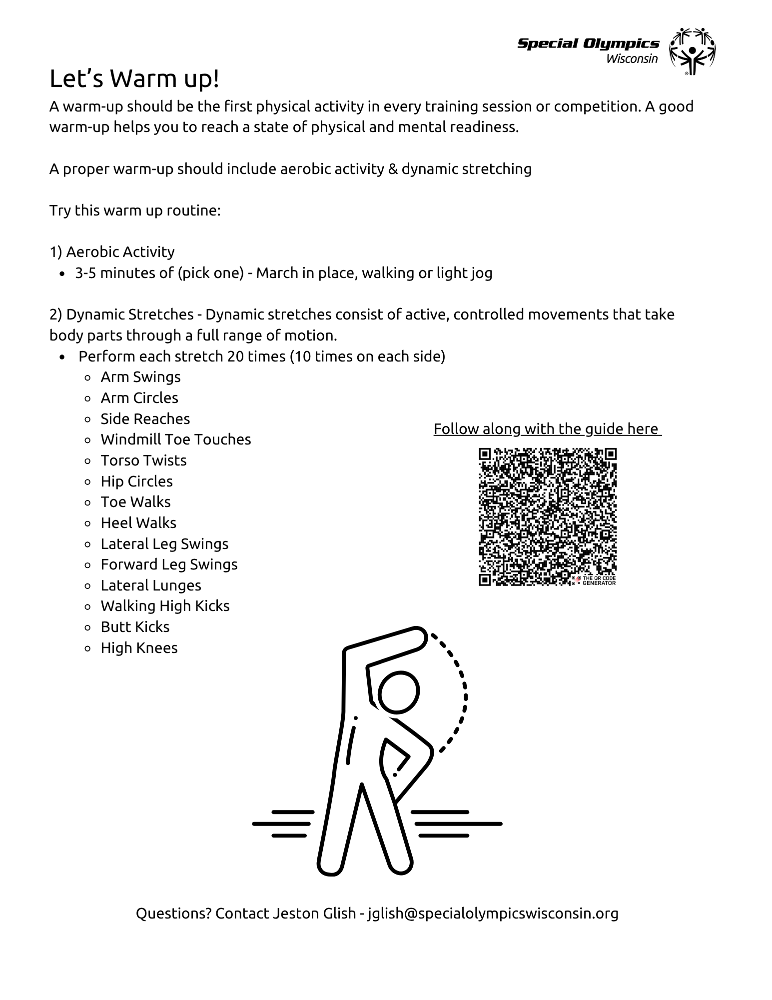 Special Olympics
Wisconsin
®
Let’s Warm up!
A warm-up should be the first physical activity in every training session or competition. A good
warm-up helps you to reach a state of physical and mental readiness.
A proper warm-up should include aerobic activity & dynamic stretching
Try this warm up routine:
1) Aerobic Activity
• 3-5 minutes of (pick one) - March in place, walking or light jog
2) Dynamic Stretches - Dynamic stretches consist of active, controlled movements that take
body parts through a full range of motion.
• Perform each stretch 20 times (10 times on each side)
◦ Arm Swings
◦ Arm Circles
◦ Side Reaches
◦ Windmill Toe Touches
◦ Torso Twists
◦ Hip Circles
◦ Toe Walks
◦ Heel Walks
◦ Lateral Leg Swings
◦ Forward Leg Swings
◦ Lateral Lunges
◦ Walking High Kicks
◦ Butt Kicks
◦ High Knees
Follow along with the guide here
THE QR CODE
GENERATOR
Questions? Contact Jeston Glish - jglish@specialolympicswisconsin.org